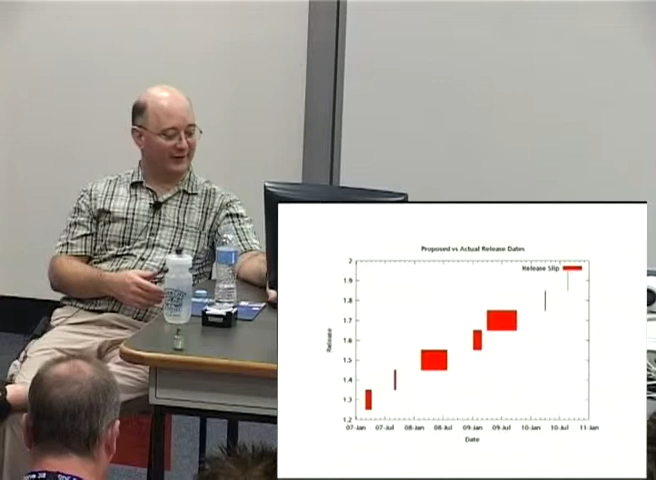 Proposed vs Actual Release Dates
Release Slip
2
1.9
1.8
1.7
1.6
1.5
1.4
1.3
1.2
Release
07-Jan 07-Jul 08-Jan 08-Jul 09-Jan 09-Jul 10-Jan 10-Jul 11-Jan
Date